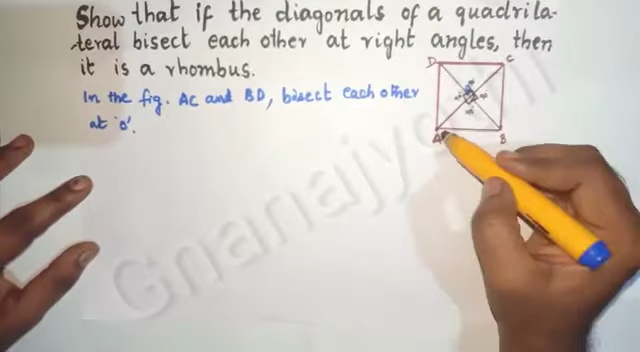 Show that if the diagonals of a quadrila-
teral bisect each other at right angles, then
it is a rhombus.
In the fig. AC and BD, bisect each other
at 'o'.
D
C
A
B
Gnanajyothi